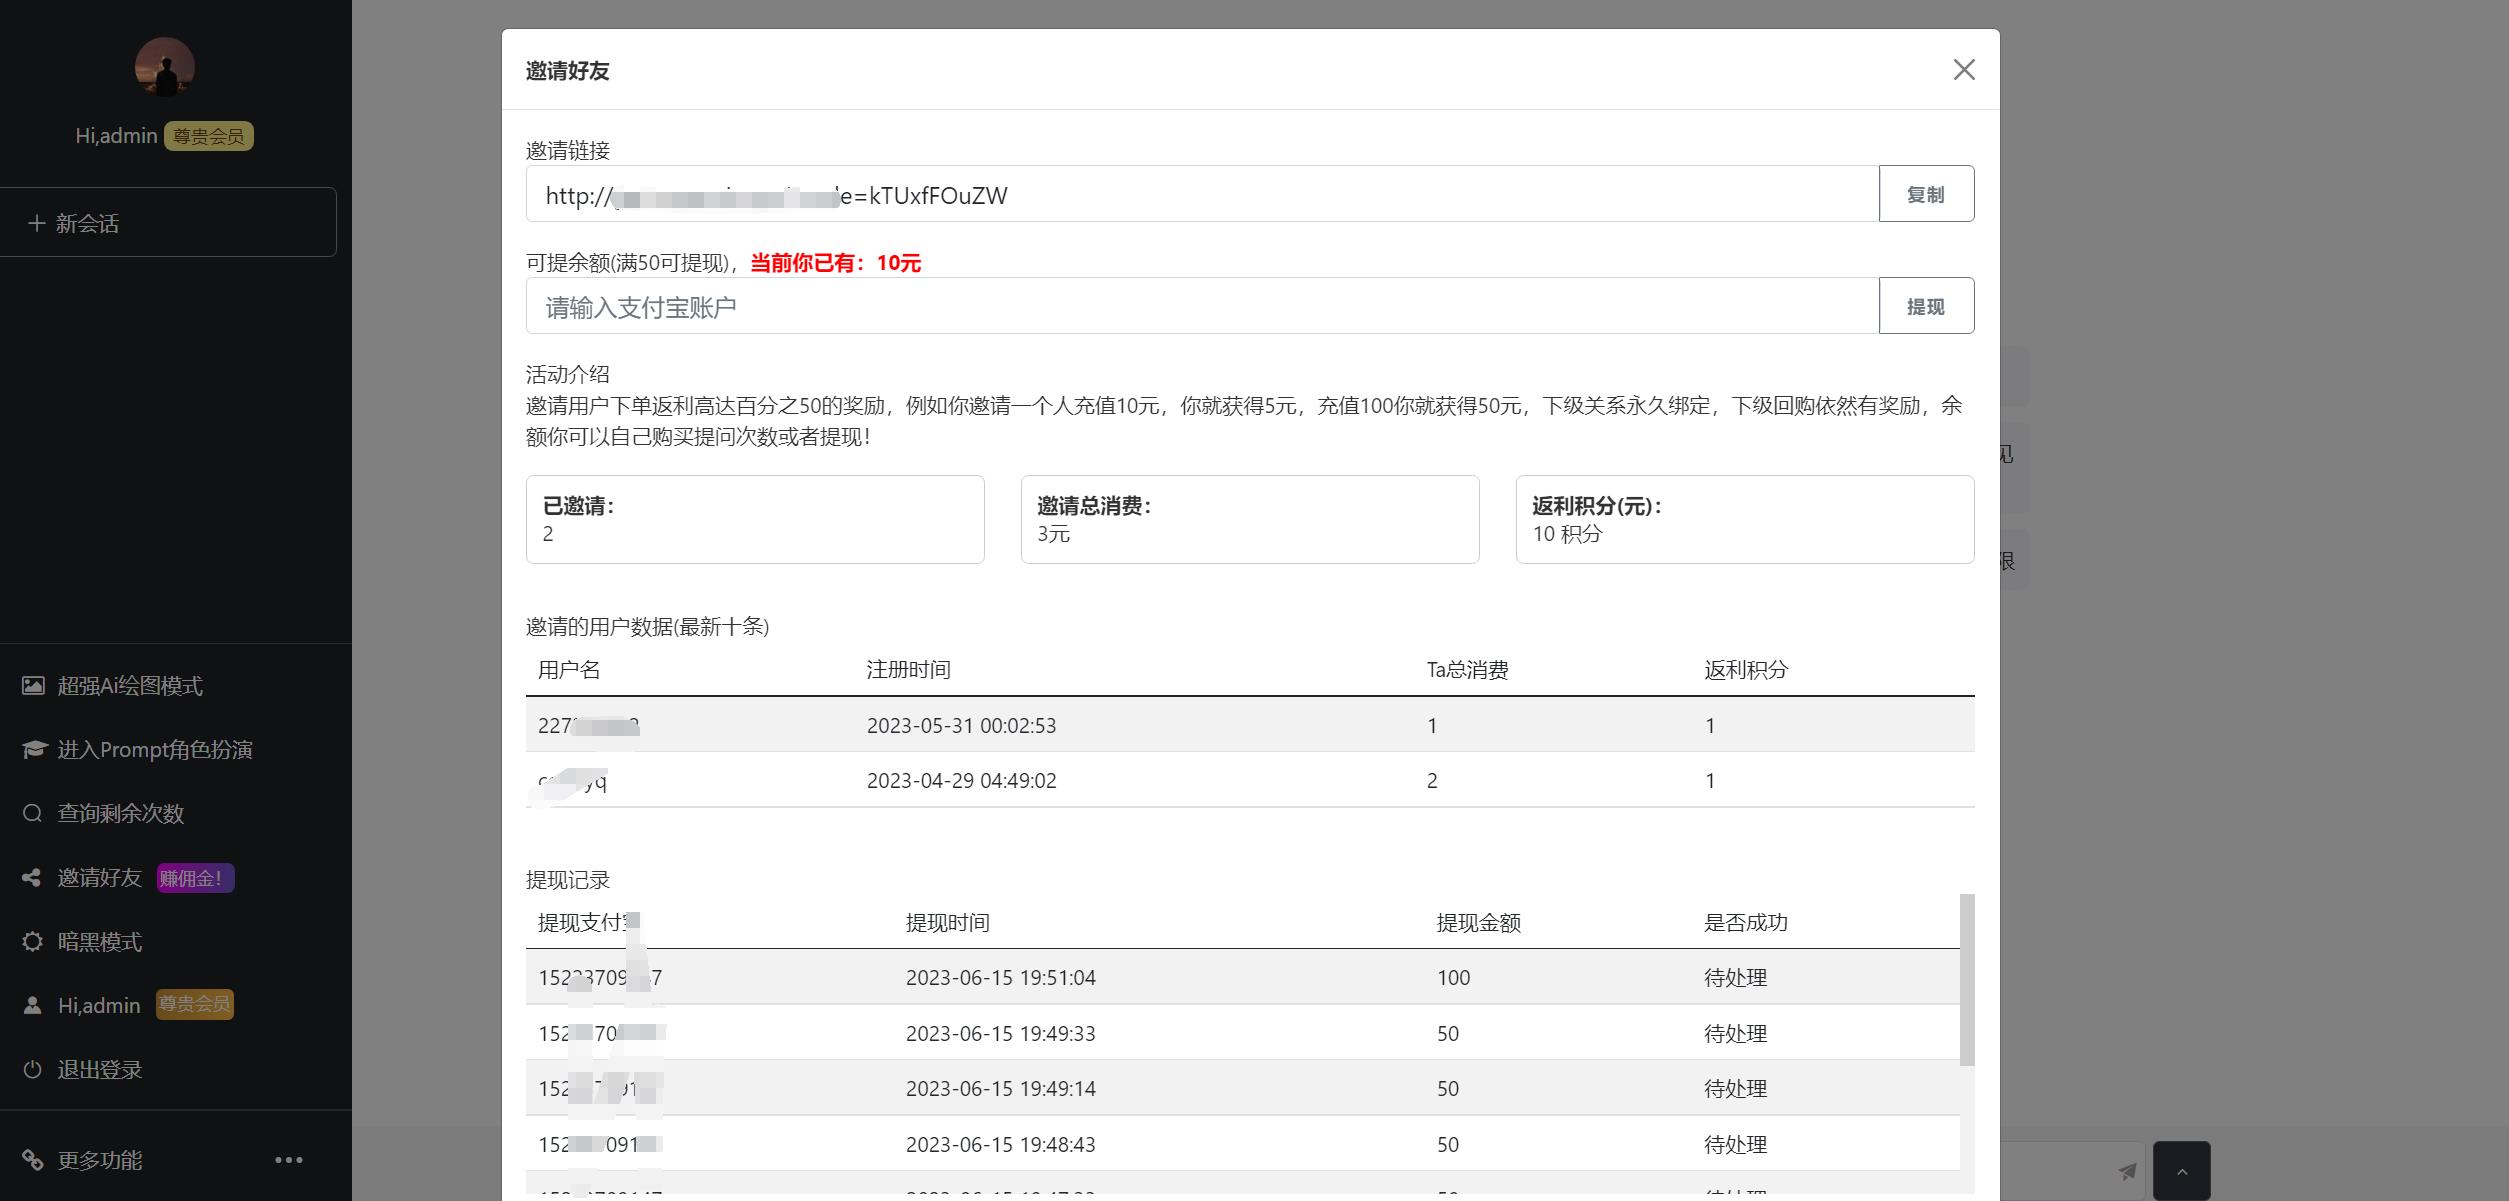 Hi,admin 尊贵会员
新会话
超强Ai绘图模式
进入Prompt角色扮演
查询剩余次数
邀请好友 赚佣金！
暗黑模式
Hi,admin 尊贵会员
退出登录
更多功能
邀请好友
邀请链接
http:// e=kTUxfFOuZW 复制
可提余额(满50可提现)，当前你已有：10元
请输入支付宝账户 提现
活动介绍
邀请用户下单返利高达百分之50的奖励，例如你邀请一个人充值10元，你就获得5元，充值100你就获得50元，下级关系永久绑定，下级回购依然有奖励，余
额你可以自己购买提问次数或者提现！
已邀请： 邀请总消费： 返利积分(元)：
2 3元 10 积分
邀请的用户数据(最新十条)
用户名 注册时间 Ta总消费 返利积分
227 2023-05-31 00:02:53 1 1
yq 2023-04-29 04:49:02 2 1
提现记录
提现支付 提现时间 提现金额 是否成功
152 3709 7 2023-06-15 19:51:04 100 待处理
152 70 2023-06-15 19:49:33 50 待处理
152 91 2023-06-15 19:49:14 50 待处理
152 091 2023-06-15 19:48:43 50 待处理
见
限